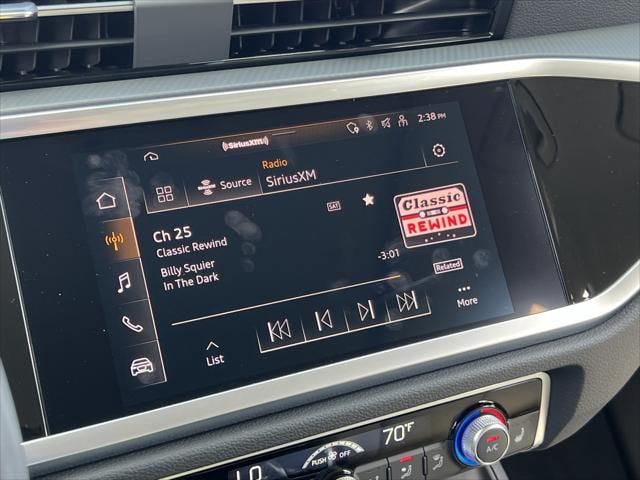 ((SiriusXM))
2:38 PM
Radio
Source
SiriusXM
Ch 25
SAT
Classic Rewind
Classic
REWIND
Billy Squier
In The Dark
-3:01
Related
List
More
70°F
A/C
PUSH
OFF
LO